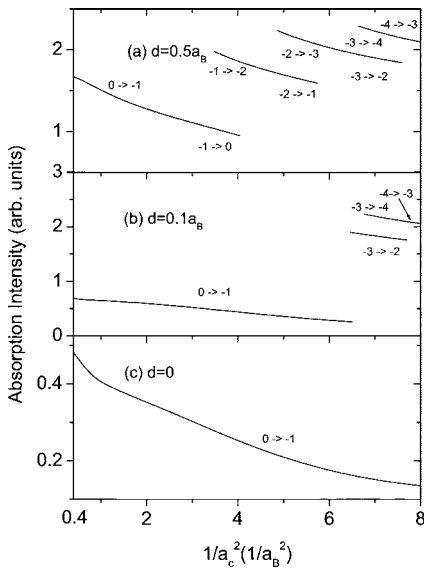 Absorption Intensity (arb. units)
2
1
3
(a) d=0.5a_B
0 -> -1
-1 -> 0
-1 -> -2
-2 -> -1
-2 -> -3
-3 -> -2
-3 -> -4
-4 -> -3
2
1
0
(b) d=0.1a_B
0 -> -1
-4 -> -3
-3 -> -4
-3 -> -2
0.4
0.2
(c) d=0
0 -> -1
0.4 2 4 6 8
1/a_c^2(1/a_B^2)